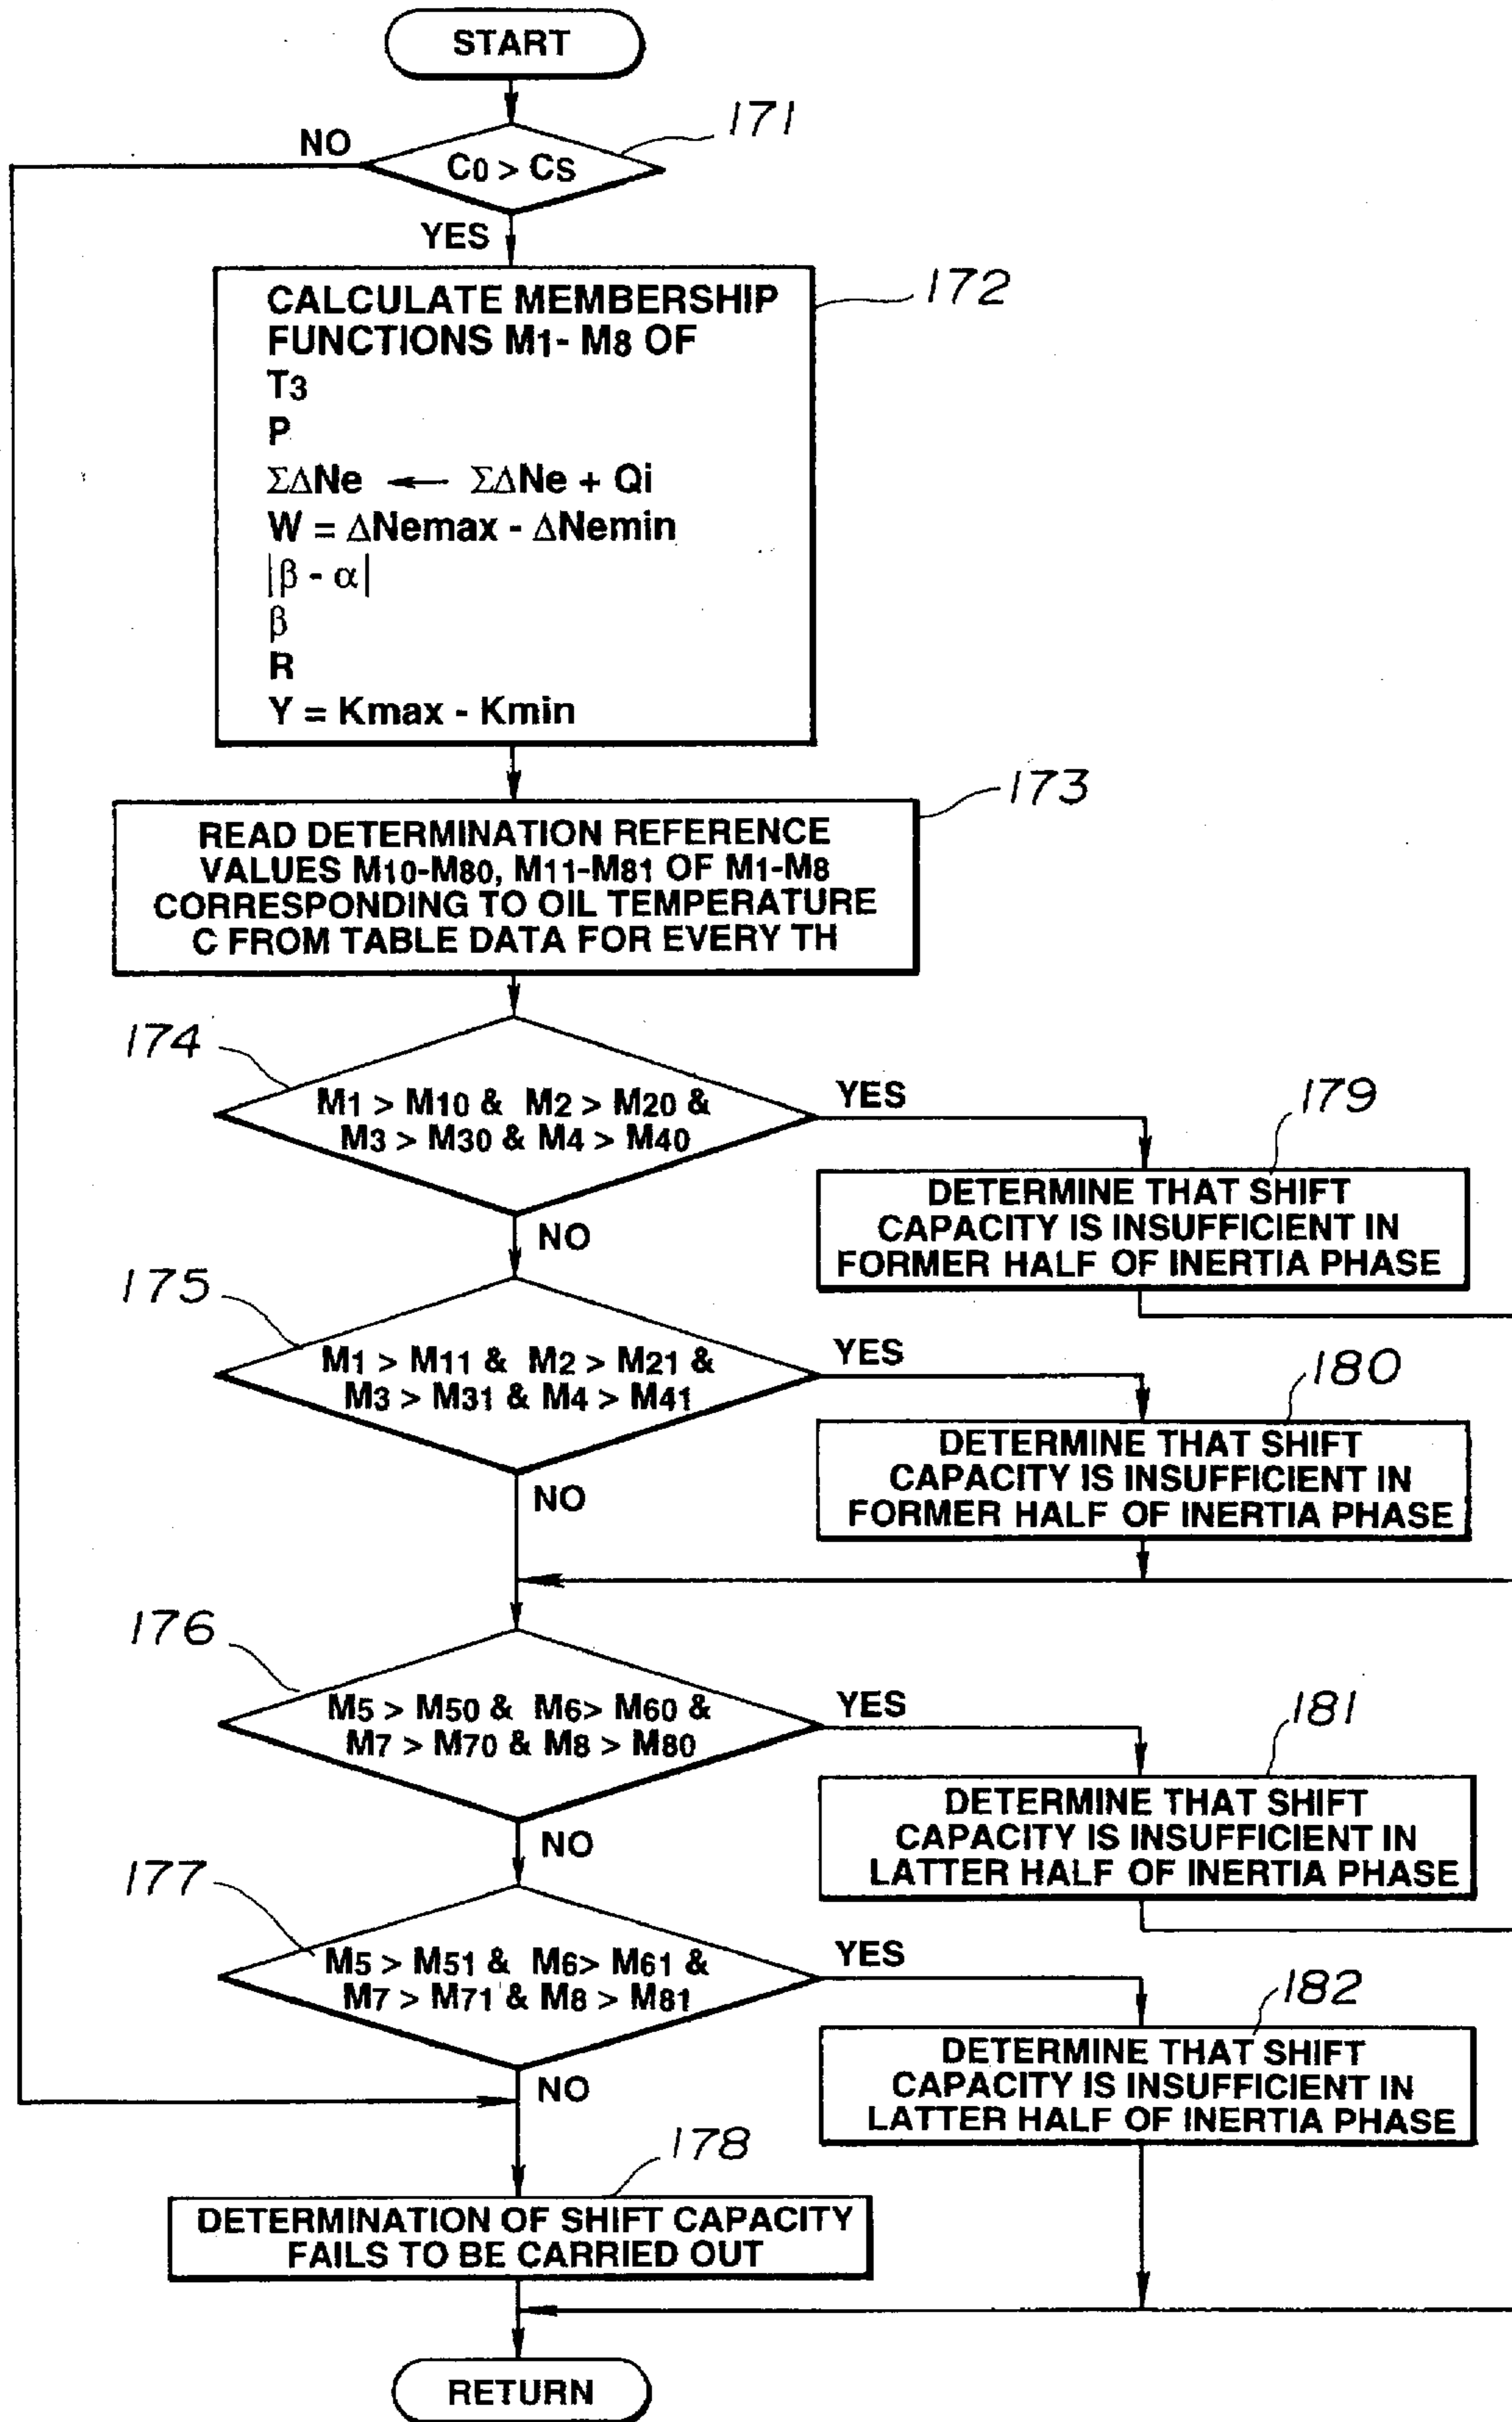 START
171
NO
C0 > CS
YES
172
CALCULATE MEMBERSHIP
FUNCTIONS M1- M8 OF
T3
P
ΣΔNe ← ΣΔNe + Qi
W = ΔNemax - ΔNemin
|β - α|
β
R
Y = Kmax - Kmin
173
READ DETERMINATION REFERENCE
VALUES M10-M80, M11-M81 OF M1-M8
CORRESPONDING TO OIL TEMPERATURE
C FROM TABLE DATA FOR EVERY TH
174
M1 > M10 & M2 > M20 &
M3 > M30 & M4 > M40
YES
179
DETERMINE THAT SHIFT
CAPACITY IS INSUFFICIENT IN
FORMER HALF OF INERTIA PHASE
NO
175
M1 > M11 & M2 > M21 &
M3 > M31 & M4 > M41
YES
180
DETERMINE THAT SHIFT
CAPACITY IS INSUFFICIENT IN
FORMER HALF OF INERTIA PHASE
NO
176
M5 > M50 & M6> M60 &
M7 > M70 & M8 > M80
YES
181
DETERMINE THAT SHIFT
CAPACITY IS INSUFFICIENT IN
LATTER HALF OF INERTIA PHASE
NO
177
M5 > M51 & M6> M61 &
M7 > M71 & M8 > M81
YES
182
DETERMINE THAT SHIFT
CAPACITY IS INSUFFICIENT IN
LATTER HALF OF INERTIA PHASE
NO
178
DETERMINATION OF SHIFT CAPACITY
FAILS TO BE CARRIED OUT
RETURN